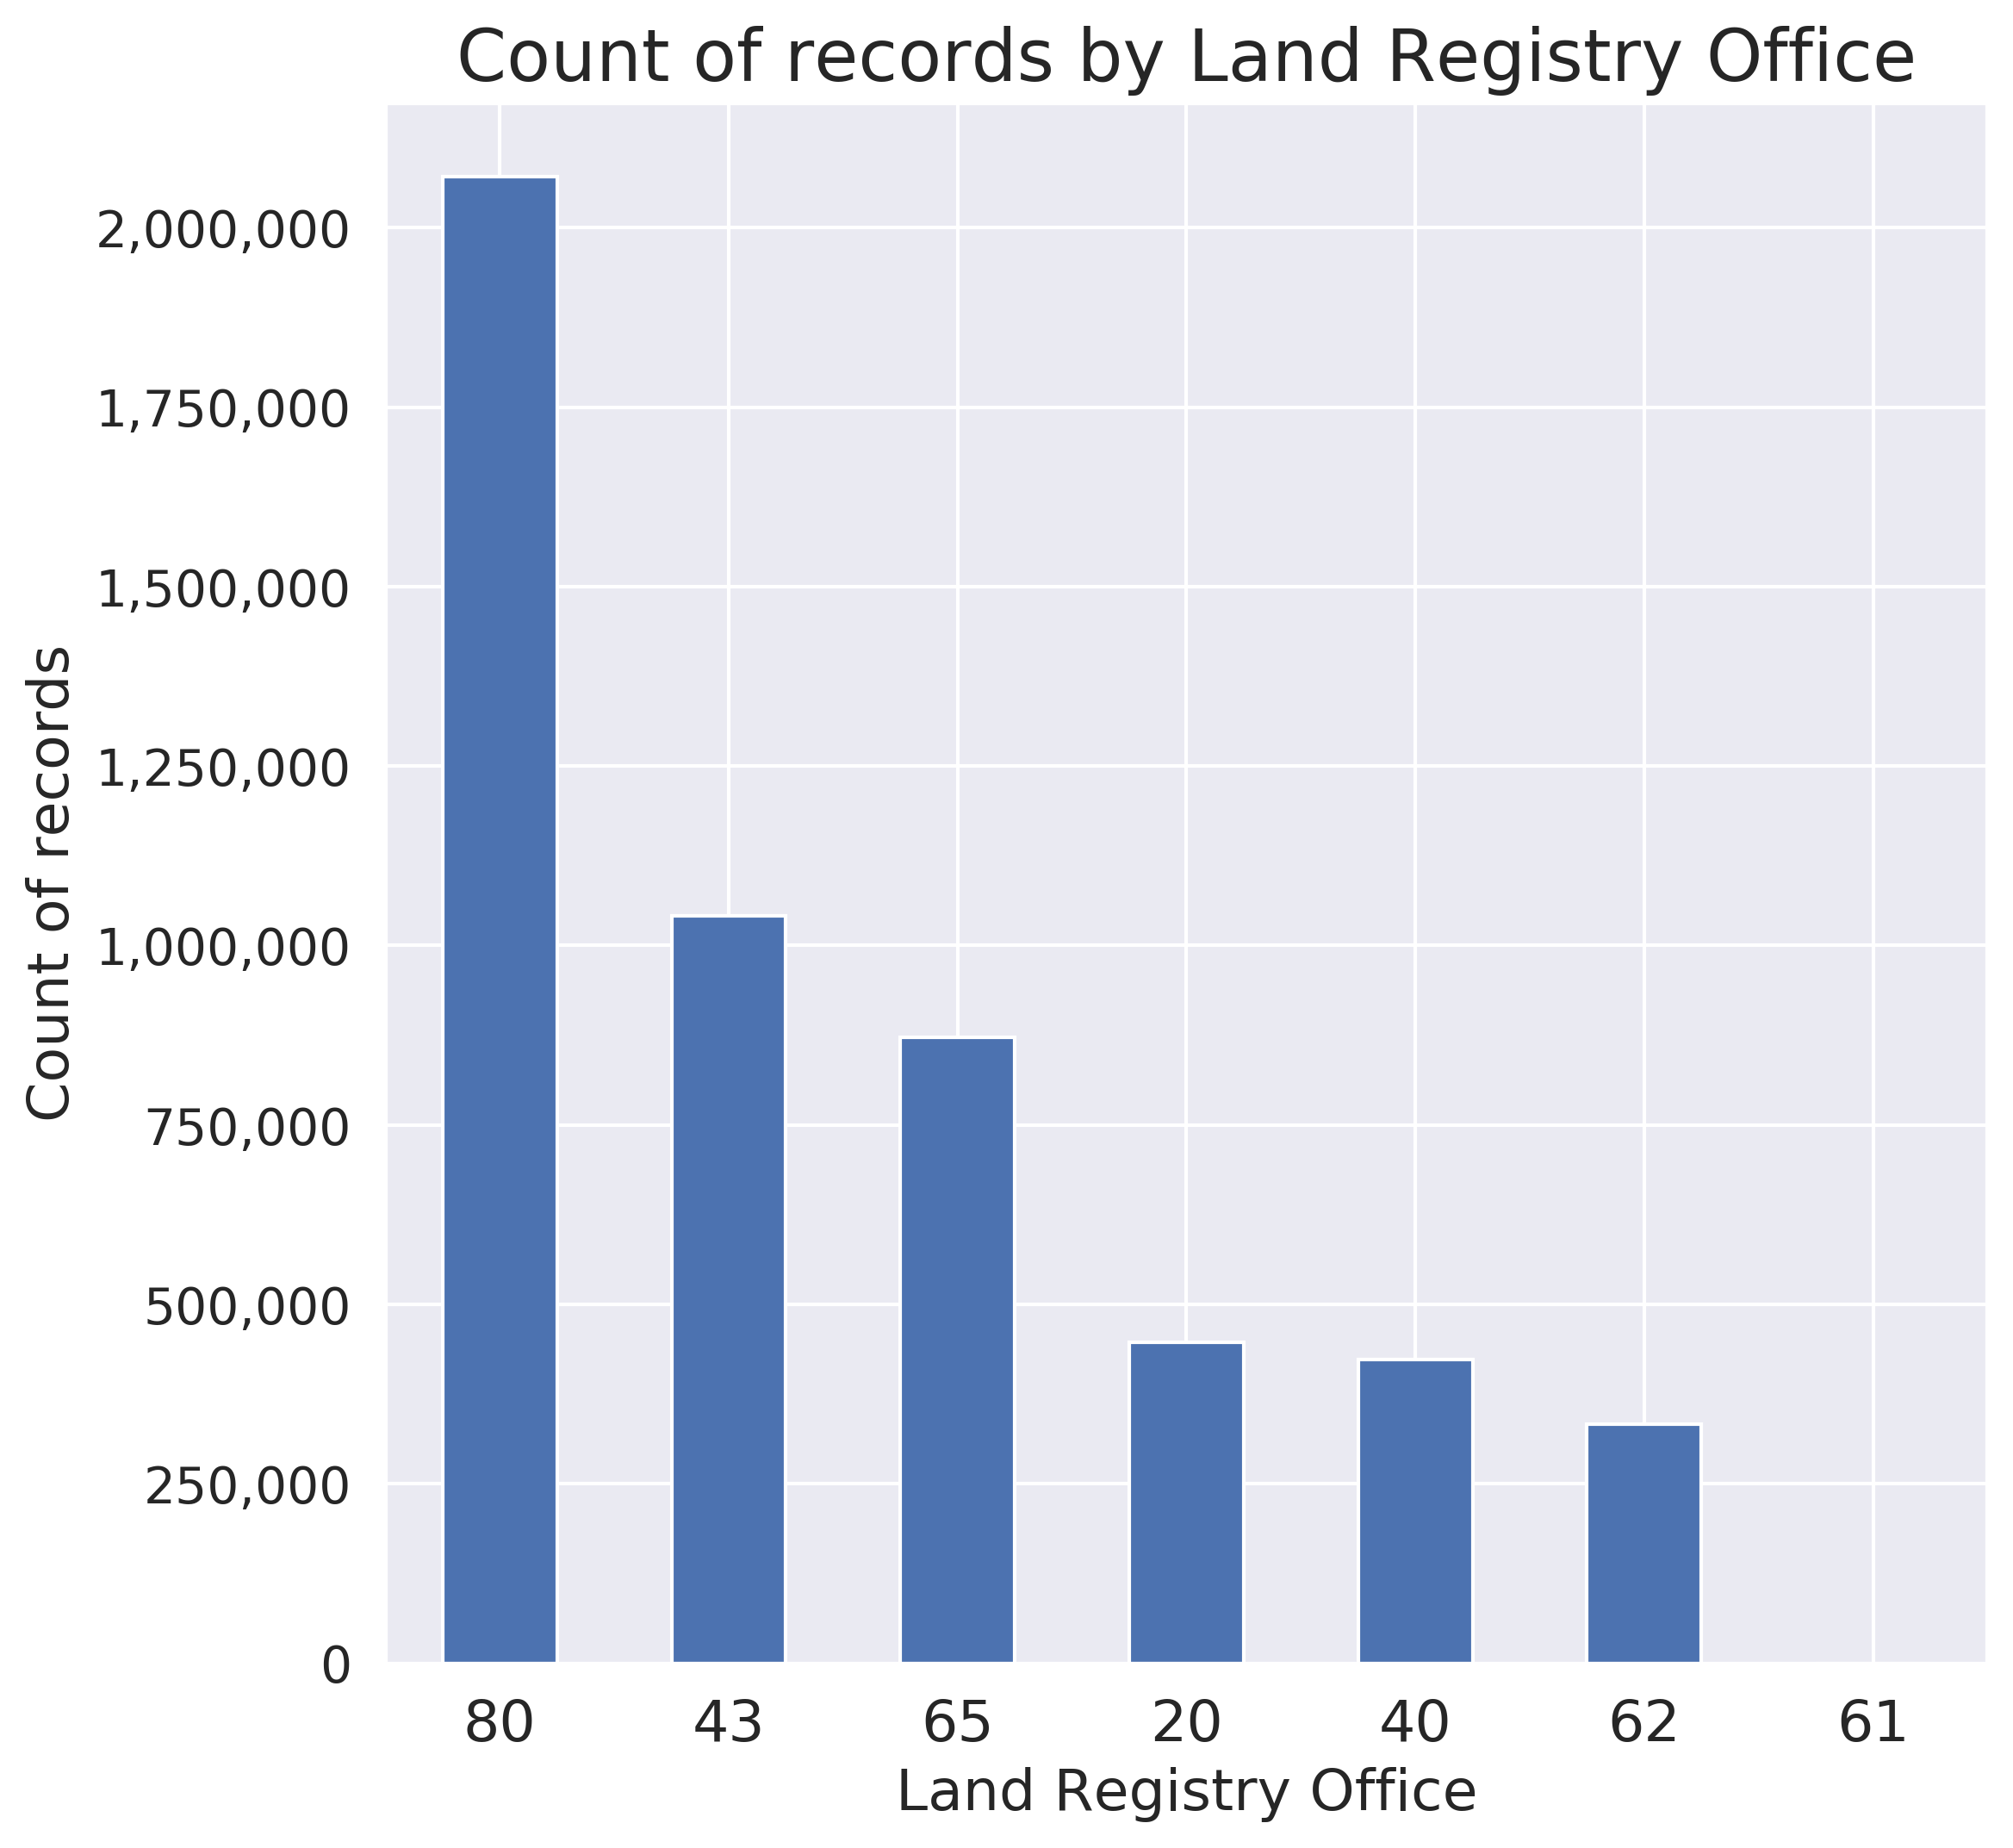 Count of records by Land Registry Office
Count of records
2,000,000
1,750,000
1,500,000
1,250,000
1,000,000
750,000
500,000
250,000
0
80 43 65 20 40 62 61
Land Registry Office